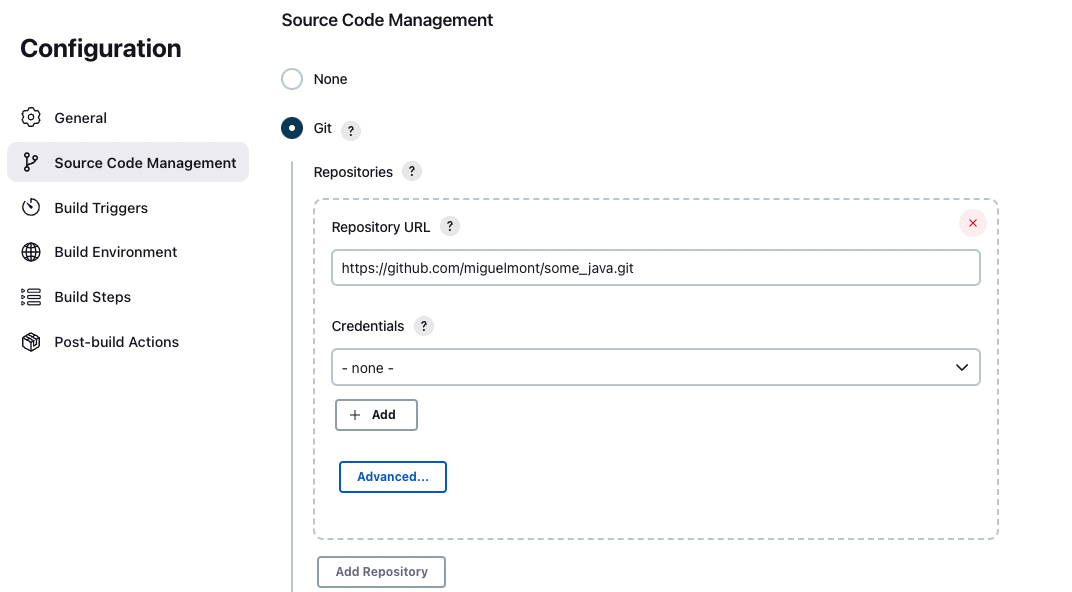 Configuration
General
Source Code Management
Build Triggers
Build Environment
Build Steps
Post-build Actions
Source Code Management
None
Git ?
Repositories ?
Repository URL ?
https://github.com/miguelmont/some_java.git
Credentials ?
- none -
+ Add
Advanced...
Add Repository